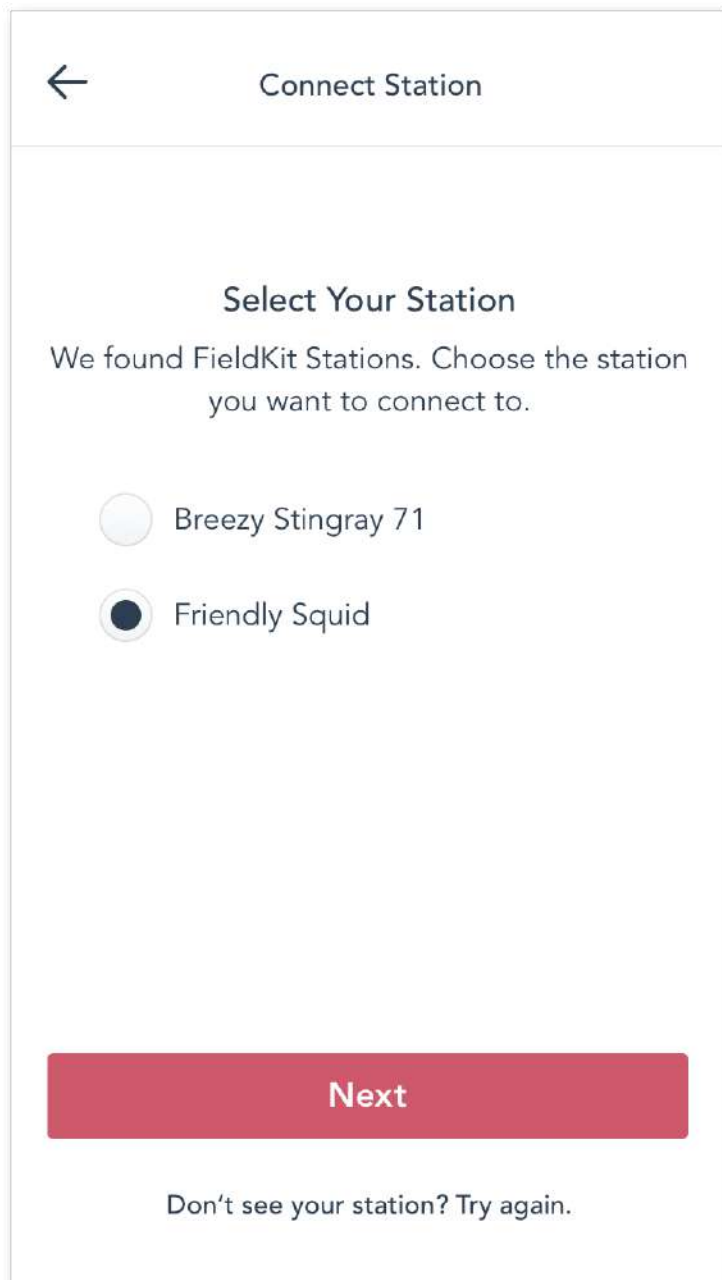 Connect Station
Select Your Station
We found FieldKit Stations. Choose the station
you want to connect to.
Breezy Stingray 71
Friendly Squid
Next
Don't see your station? Try again.